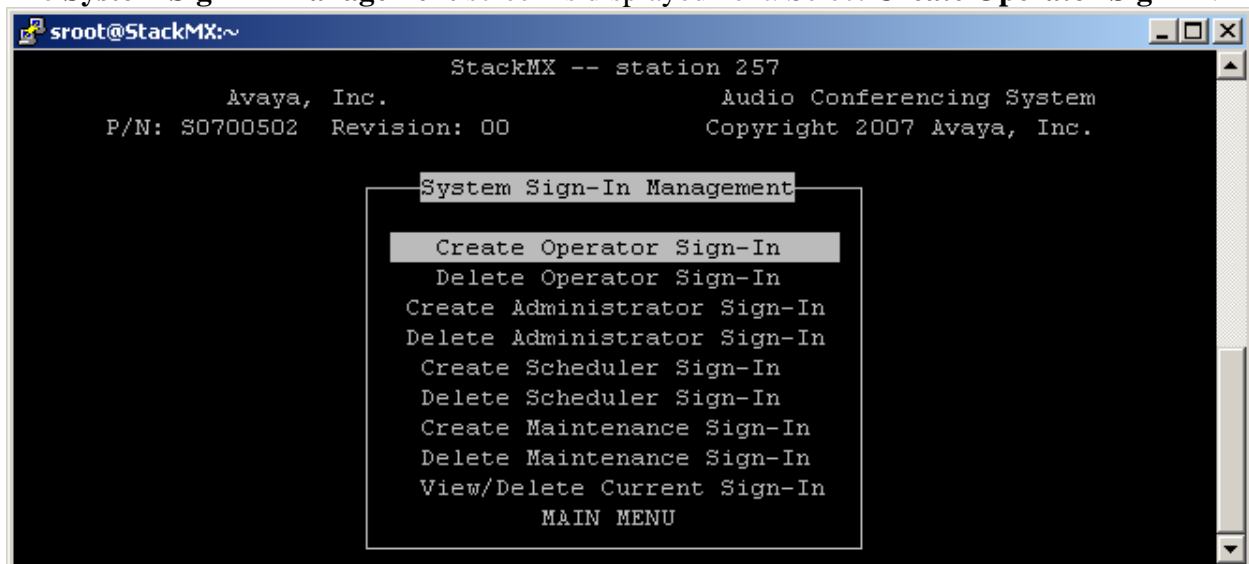 sroot@StackMX:~
StackMX -- station 257
Avaya, Inc. Audio Conferencing System
P/N: S0700502 Revision: 00 Copyright 2007 Avaya, Inc.
System Sign-In Management
Create Operator Sign-In
Delete Operator Sign-In
Create Administrator Sign-In
Delete Administrator Sign-In
Create Scheduler Sign-In
Delete Scheduler Sign-In
Create Maintenance Sign-In
Delete Maintenance Sign-In
View/Delete Current Sign-In
MAIN MENU